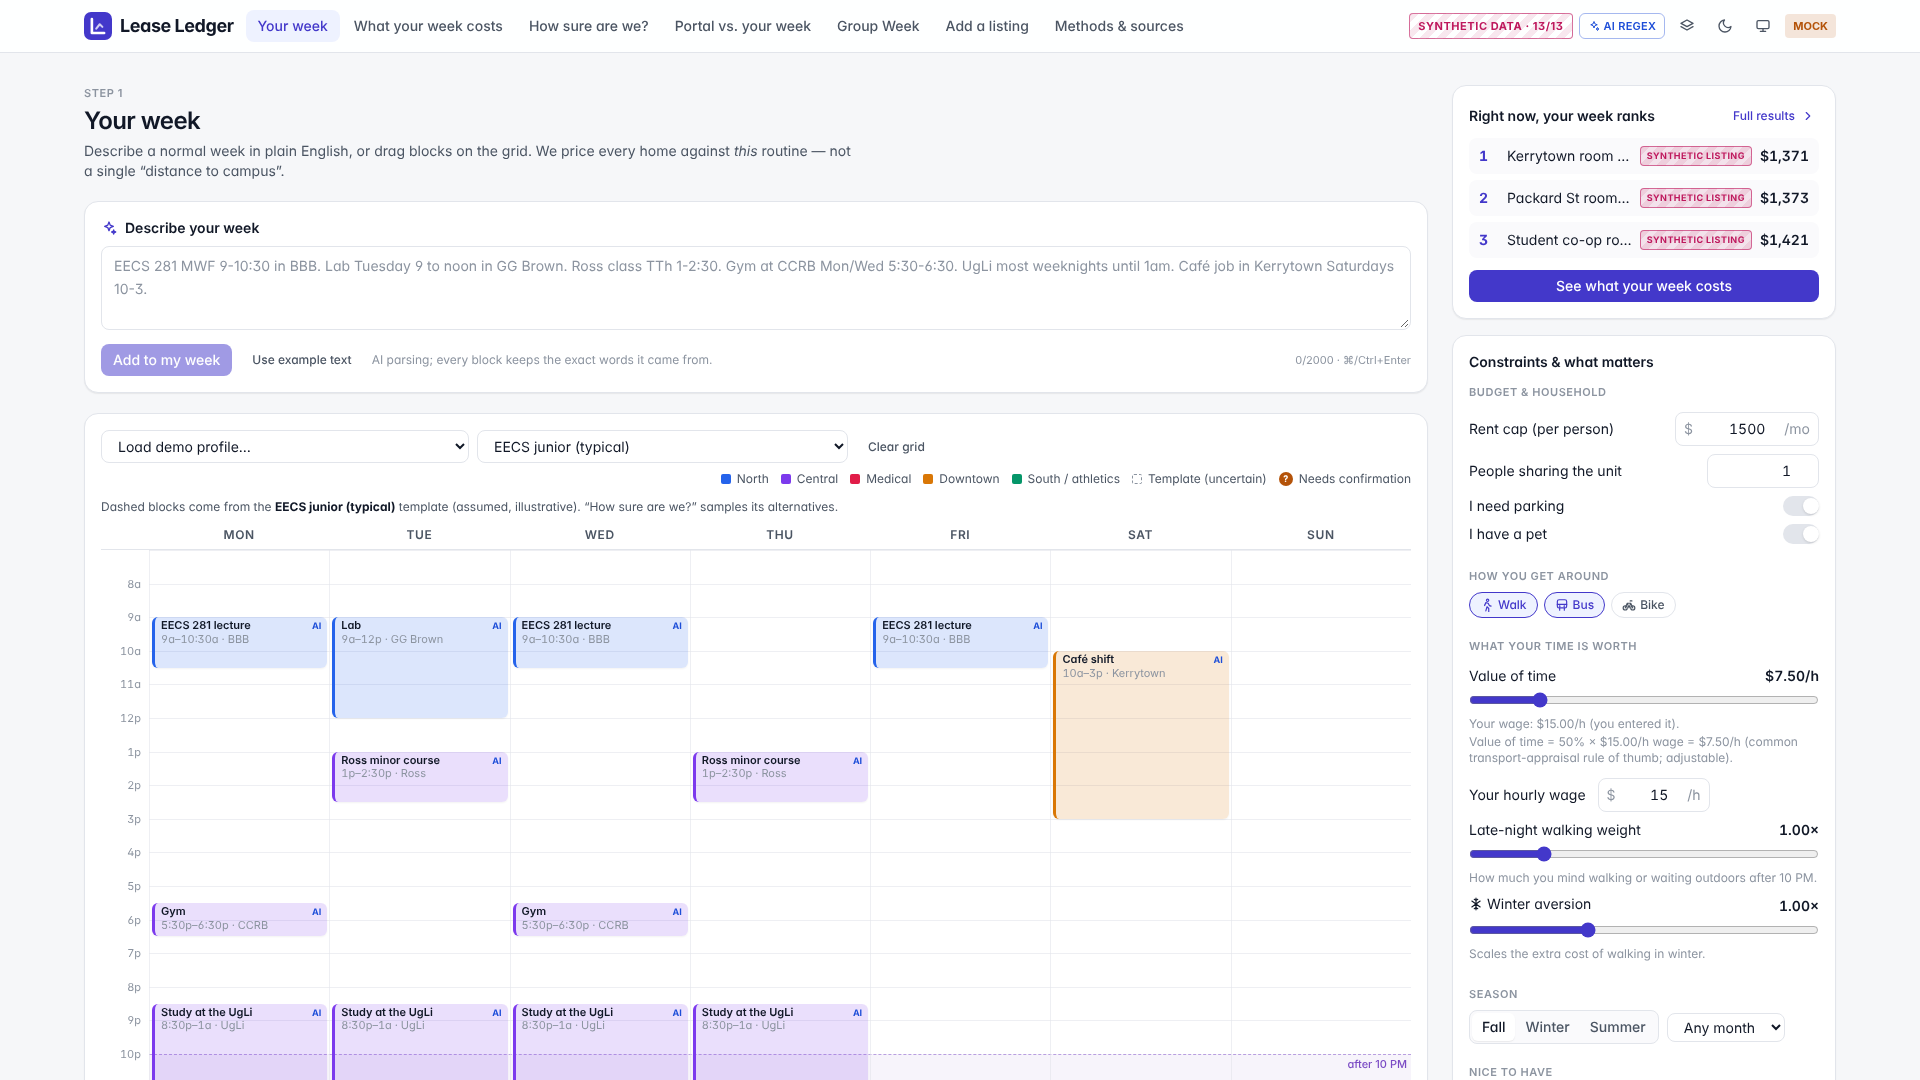 Lease Ledger
Your week
What your week costs
How sure are we?
Portal vs. your week
Group Week
Add a listing
Methods & sources
SYNTHETIC DATA · 13/13
AI REGEX
MOCK
STEP 1
Your week
Describe a normal week in plain English, or drag blocks on the grid. We price every home against this routine — not
a single “distance to campus”.
Describe your week
EECS 281 MWF 9-10:30 in BBB. Lab Tuesday 9 to noon in GG Brown. Ross class TTh 1-2:30. Gym at CCRB Mon/Wed 5:30-6:30. UgLi most weeknights until 1am. Café job in Kerrytown Saturdays
10-3.
Add to my week
Use example text
AI parsing; every block keeps the exact words it came from.
0/2000 · ⌘/Ctrl+Enter
Load demo profile...
EECS junior (typical)
Clear grid
North
Central
Medical
Downtown
South / athletics
Template (uncertain)
? Needs confirmation
Dashed blocks come from the EECS junior (typical) template (assumed, illustrative). “How sure are we?” samples its alternatives.
MON TUE WED THU FRI SAT SUN
8a
9a
10a
11a
12p
1p
2p
3p
4p
5p
6p
7p
8p
9p
10p
EECS 281 lecture AI
9a–10:30a · BBB
Lab AI
9a–12p · GG Brown
EECS 281 lecture AI
9a–10:30a · BBB
EECS 281 lecture AI
9a–10:30a · BBB
Café shift AI
10a–3p · Kerrytown
Ross minor course AI
1p–2:30p · Ross
Ross minor course AI
1p–2:30p · Ross
Gym AI
5:30p–6:30p · CCRB
Gym AI
5:30p–6:30p · CCRB
Study at the UgLi AI
8:30p–1a · UgLi
Study at the UgLi AI
8:30p–1a · UgLi
Study at the UgLi AI
8:30p–1a · UgLi
Study at the UgLi AI
8:30p–1a · UgLi
after 10 PM
Right now, your week ranks
Full results
1 Kerrytown room ... SYNTHETIC LISTING $1,371
2 Packard St room... SYNTHETIC LISTING $1,373
3 Student co-op ro... SYNTHETIC LISTING $1,421
See what your week costs
Constraints & what matters
BUDGET & HOUSEHOLD
Rent cap (per person) $ 1500 /mo
People sharing the unit 1
I need parking
I have a pet
HOW YOU GET AROUND
Walk
Bus
Bike
WHAT YOUR TIME IS WORTH
Value of time $7.50/h
Your wage: $15.00/h (you entered it).
Value of time = 50% × $15.00/h wage = $7.50/h (common
transport-appraisal rule of thumb; adjustable).
Your hourly wage $ 15 /h
Late-night walking weight 1.00×
How much you mind walking or waiting outdoors after 10 PM.
Winter aversion 1.00×
Scales the extra cost of walking in winter.
SEASON
Fall Winter Summer
Any month
NICE TO HAVE